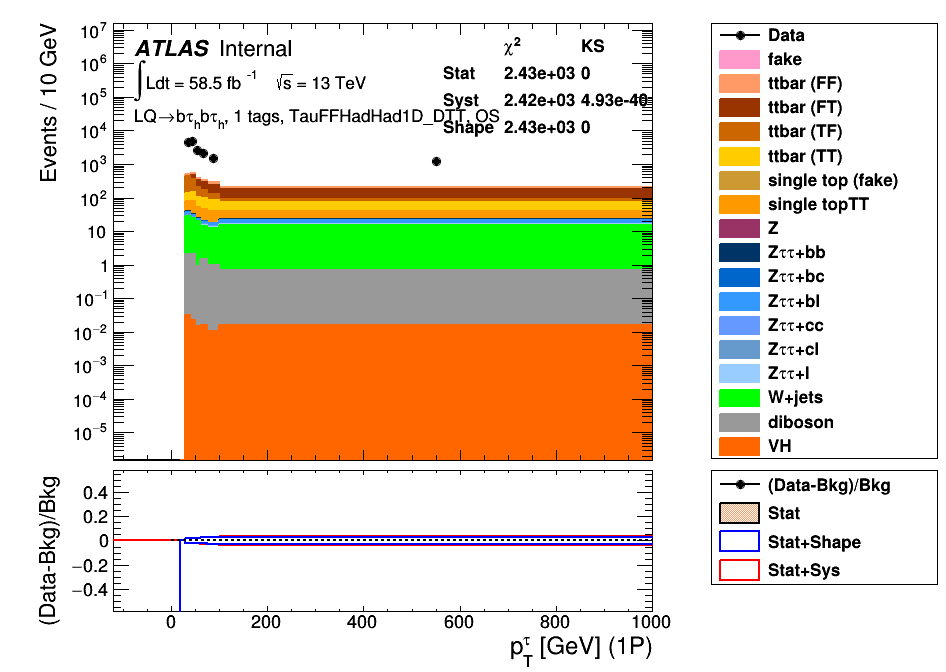 ATLAS Internal
∫Ldt = 58.5 fb⁻¹ √s = 13 TeV
LQ→bτₕbτₕ, 1 tags, TauFFHadHad1D_DTT, OS
χ² KS
Stat 2.43e+03 0
Syst 2.42e+03 4.93e-40
Shape 2.43e+03 0
Events / 10 GeV
10⁷
10⁶
10⁵
10⁴
10³
10²
10
1
10⁻¹
10⁻²
10⁻³
10⁻⁴
10⁻⁵
Data
fake
ttbar (FF)
ttbar (FT)
ttbar (TF)
ttbar (TT)
single top (fake)
single topTT
Z
Zττ+bb
Zττ+bc
Zττ+bl
Zττ+cc
Zττ+cl
Zττ+l
W+jets
diboson
VH
(Data-Bkg)/Bkg
0.4
0.2
0
−0.2
−0.4
0 200 400 600 800 1000
p_T^τ [GeV] (1P)
(Data-Bkg)/Bkg
Stat
Stat+Shape
Stat+Sys